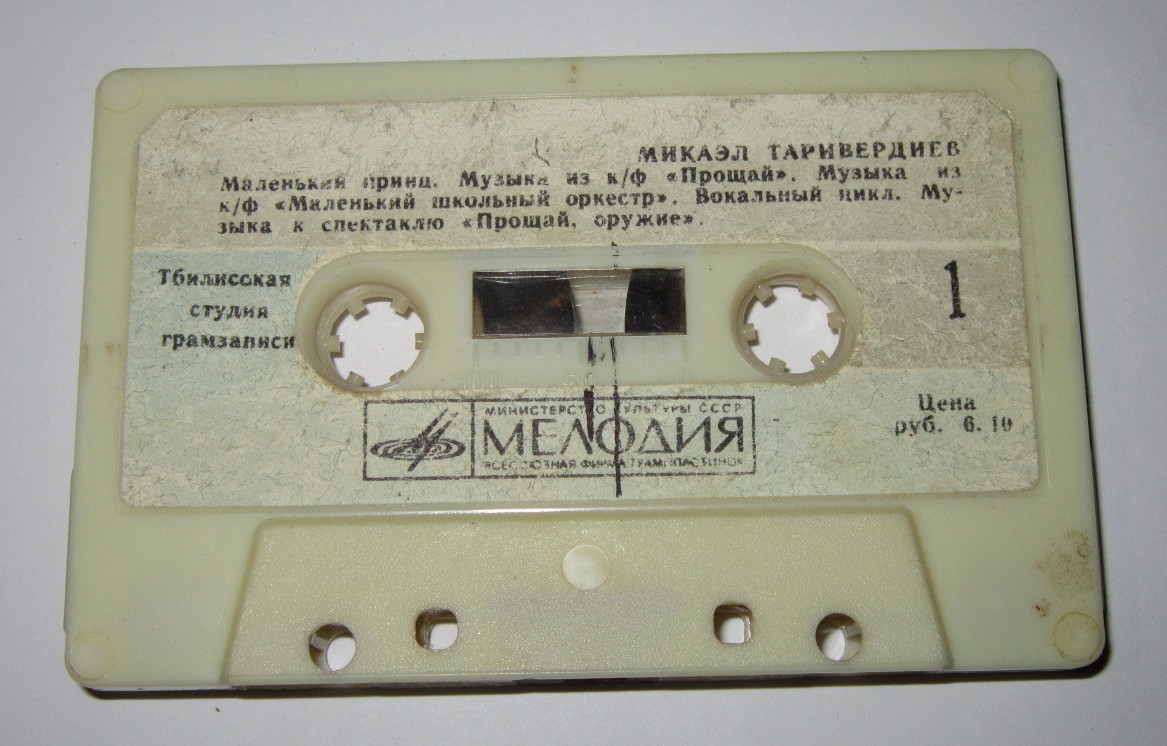 МИКАЭЛ ТАРИВЕРДИЕВ
Маленький принц. Музыка из к/ф «Прощай». Музыка из
к/ф «Маленький школьный оркестр». Вокальный цикл. Му-
зыка к спектаклю «Прощай, оружие».
Тбилисская
студия
грамзаписи
1
МИНИСТЕРСТВО КУЛЬТУРЫ СССР
МЕЛОДИЯ
ВСЕСОЮЗНАЯ ФИРМА ГРАМПЛАСТИНОК
Цена
руб. 6. 10